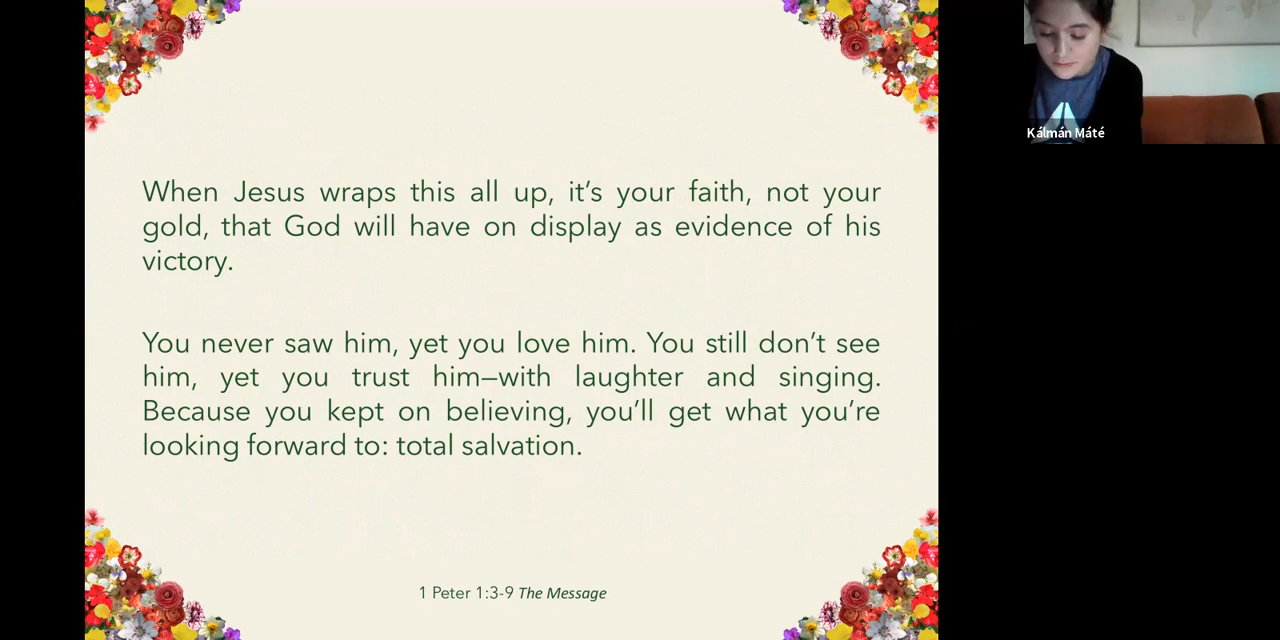 When Jesus wraps this all up, it’s your faith, not your
gold, that God will have on display as evidence of his
victory.
You never saw him, yet you love him. You still don’t see
him, yet you trust him—with laughter and singing.
Because you kept on believing, you’ll get what you’re
looking forward to: total salvation.
1 Peter 1:3-9 The Message
Kálmán Máté